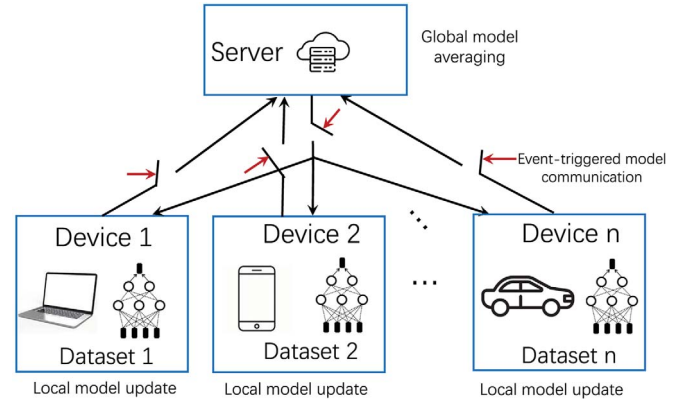 Server
Global model
averaging
Event-triggered model
communication
Device 1
Dataset 1
Local model update
Device 2
Dataset 2
Local model update
...
...
Device n
Dataset n
Local model update